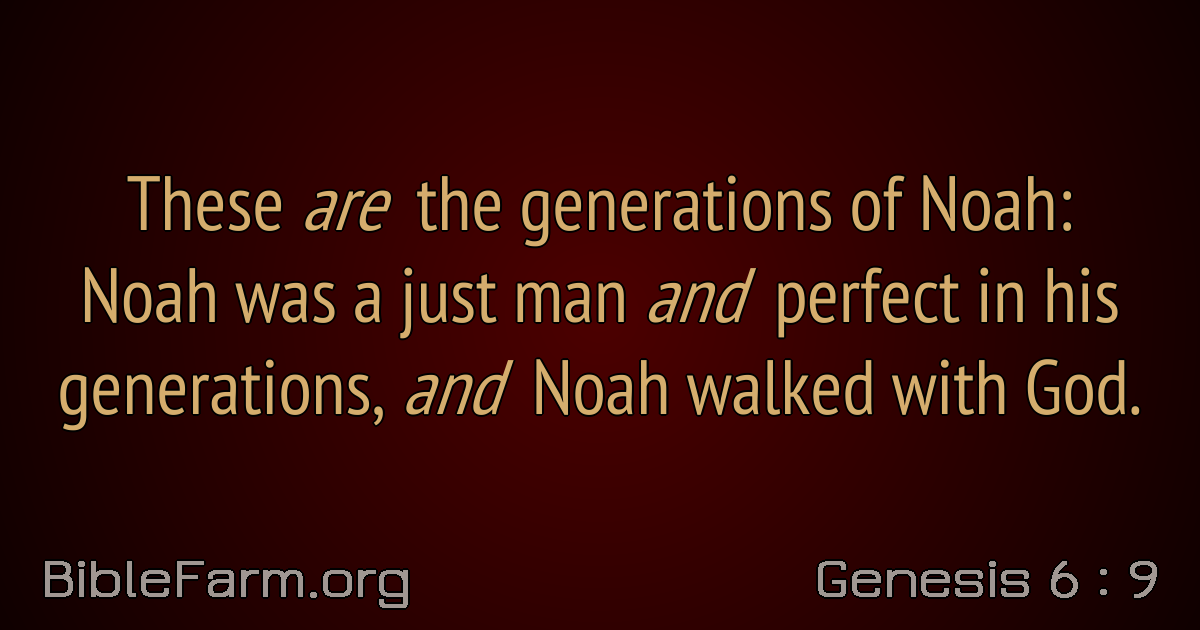 These are the generations of Noah:
Noah was a just man and perfect in his
generations, and Noah walked with God.
BibleFarm.org
Genesis 6 : 9